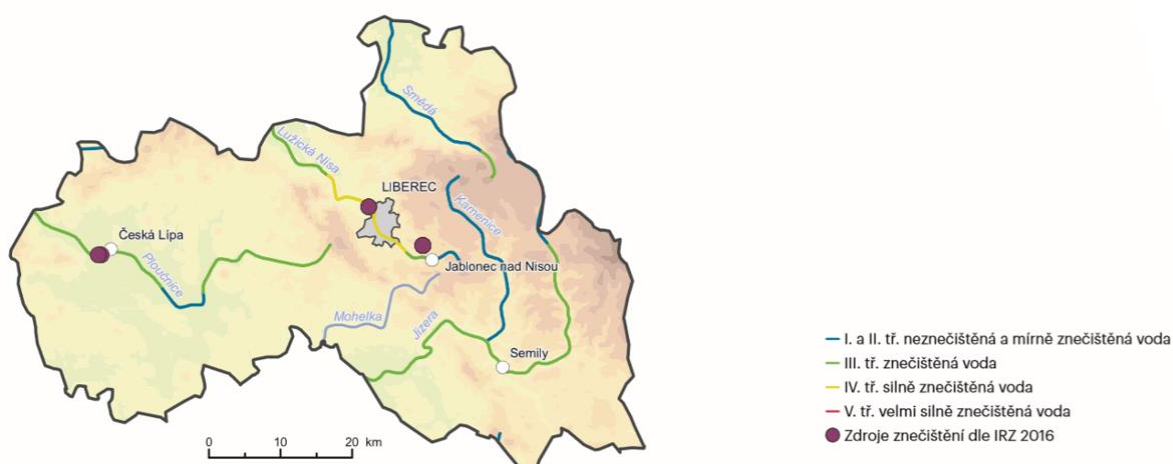 Smědá
Lužická Nisa
LIBEREC
Kamenice
Česká Lípa
Ploučnice
Jablonec nad Nisou
Mohelka
Jizera
Semily
0 10 20 km
I. a II. tř. neznečištěná a mírně znečištěná voda
III. tř. znečištěná voda
IV. tř. silně znečištěná voda
V. tř. velmi silně znečištěná voda
Zdroje znečištění dle IRZ 2016